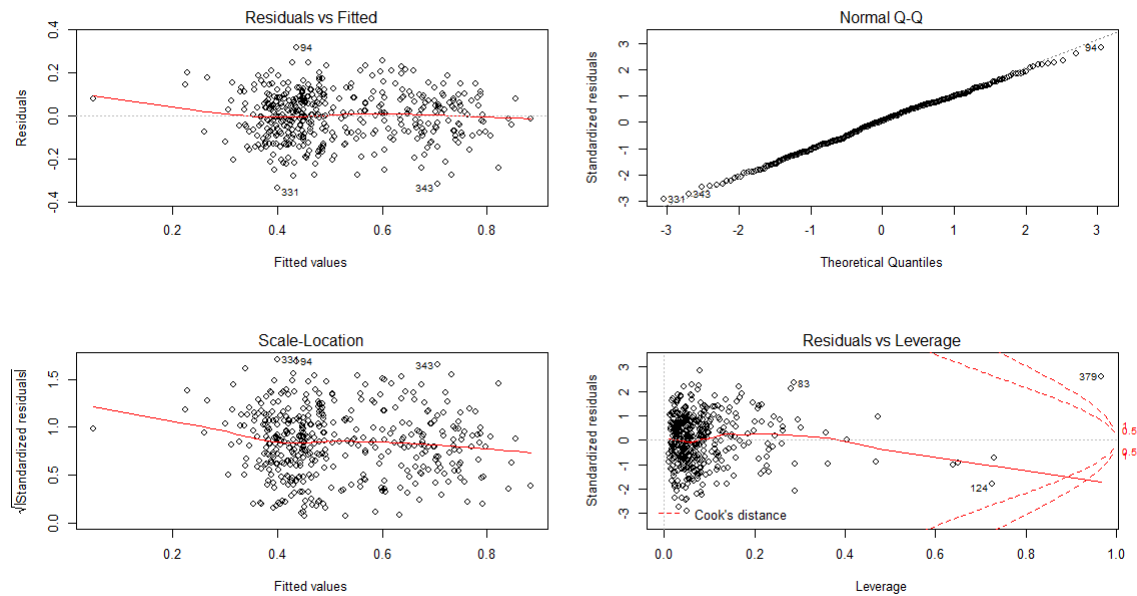 Residuals vs Fitted
Residuals
0.4
0.2
0.0
-0.2
-0.4
94
331
343
0.2 0.4 0.6 0.8
Fitted values
Normal Q-Q
Standardized residuals
3
2
1
0
-1
-2
-3
94
343
331
-3 -2 -1 0 1 2 3
Theoretical Quantiles
Scale-Location
√|Standardized residuals
1.5
1.0
0.5
0.0
331
94
343
0.2 0.4 0.6 0.8
Fitted values
Residuals vs Leverage
Standardized residuals
3
2
1
0
-1
-2
-3
83
379
124
1
0.5
0.5
1
Cook's distance
0.0 0.2 0.4 0.6 0.8 1.0
Leverage